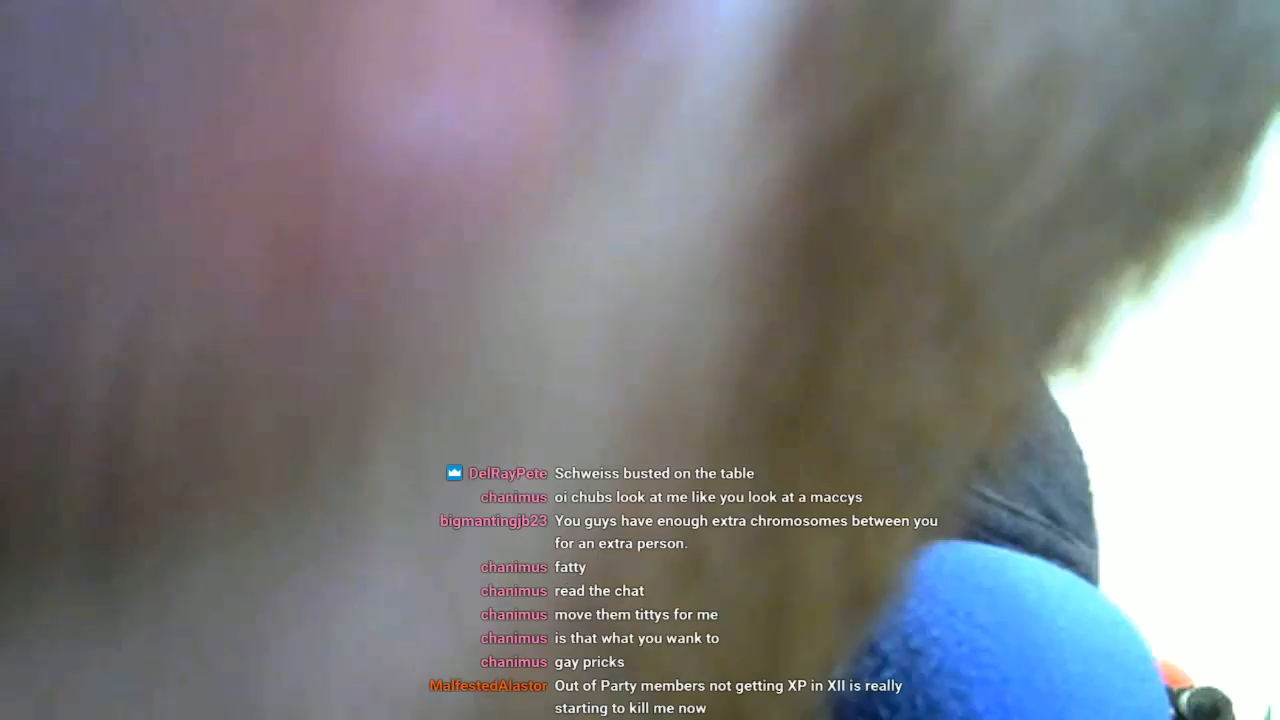 DelRayPete Schweiss busted on the table
chanimus oi chubs look at me like you look at a maccys
bigmantingjb23 You guys have enough extra chromosomes between you
for an extra person.
chanimus fatty
chanimus read the chat
chanimus move them tittys for me
chanimus is that what you wank to
chanimus gay pricks
MalfestedAlastor Out of Party members not getting XP in XII is really
starting to kill me now